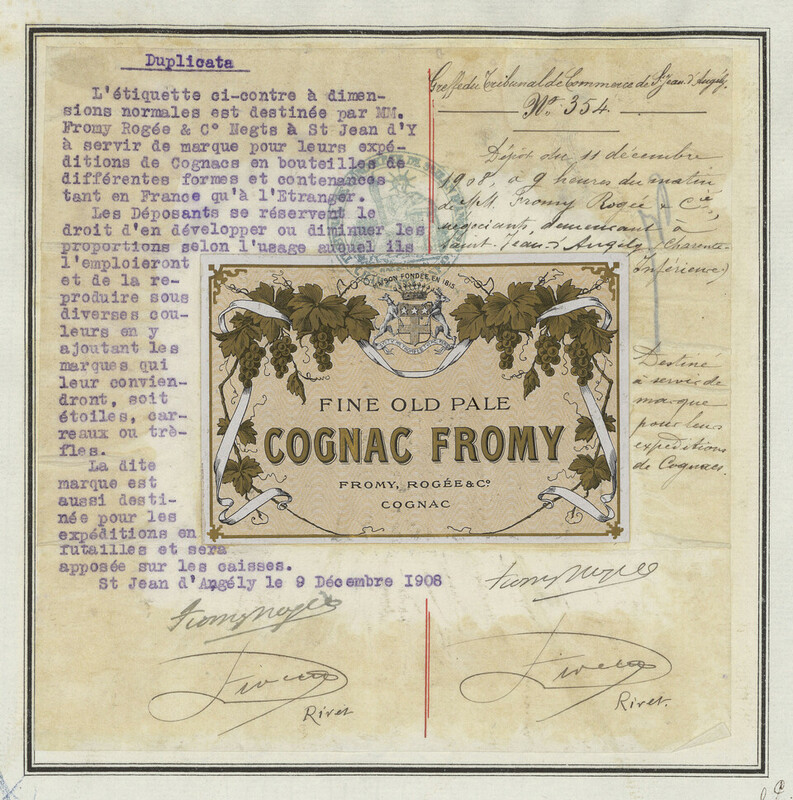 Duplicata
L'étiquette ci-contre à dimen-
sions normales est destinée par MM.
Fromy Rogée & Cº Negts à St Jean d'Y
à servir de marque pour leurs expé-
ditions de Cognacs en bouteilles de
différentes formes et contenances
tant en France qu'à l'Etranger.
Les Déposants se réservent le
droit d'en développer ou diminuer les
proportions selon l'usage auquel ils
l'emploieront
et de la re-
produire sous
diverses cou-
leurs en y
ajoutant les
marques qui
leur convien-
dront, soit
étoiles, car-
reaux ou trè-
fles.
La dite
marque est
aussi desti-
née pour les
expéditions en
futailles et sera
apposée sur les caisses.
St Jean d'Angély le 9 Décembre 1908
Fromy Rogée
Rivet
Greffe du Tribunal de Commerce de St Jean d'Angély.
Nº 354
Dépôt du 11 décembre
1908, à 9 heures du matin
de MM. Fromy Rogée & Cie,
négociants, demeurant à
Saint-Jean-d'Angély (Charente-
Inférieure)
Destiné
à servir de
marque
pour leurs
expéditions
de Cognacs.
MAISON FONDÉE EN 1815
FINE OLD PALE
COGNAC FROMY
FROMY, ROGÉE & Cº
COGNAC
Fromy Rogée
Rivet.